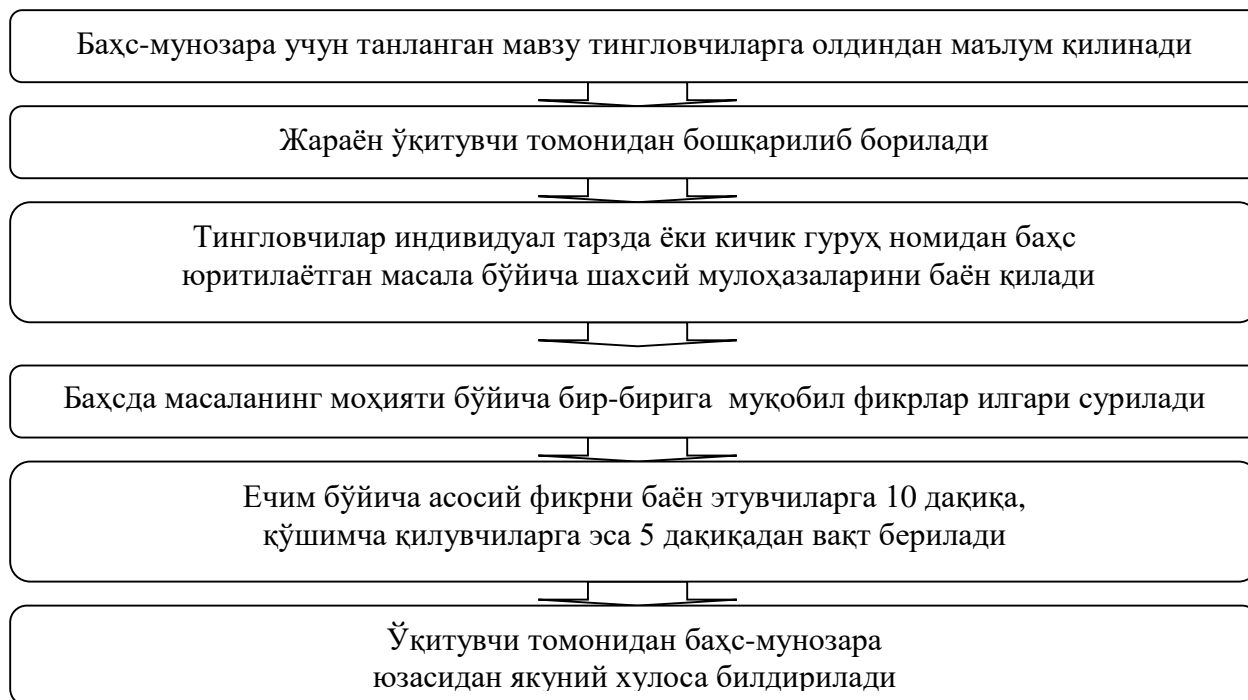 Баҳс-мунозара учун танланган мавзу тингловчиларга олдиндан маълум қилинади
Жараён ўқитувчи томонидан бошқарилиб борилади
Тингловчилар индивидуал тарзда ёки кичик гуруҳ номидан баҳс
юритилаётган масала бўйича шахсий мулоҳазаларини баён қилади
Баҳсда масаланинг моҳияти бўйича бир-бирига муқобил фикрлар илгари сурилади
Ечим бўйича асосий фикрни баён этувчиларга 10 дақиқа,
қўшимча қилувчиларга эса 5 дақиқадан вақт берилади
Ўқитувчи томонидан баҳс-мунозара
юзасидан якуний хулоса билдирилади